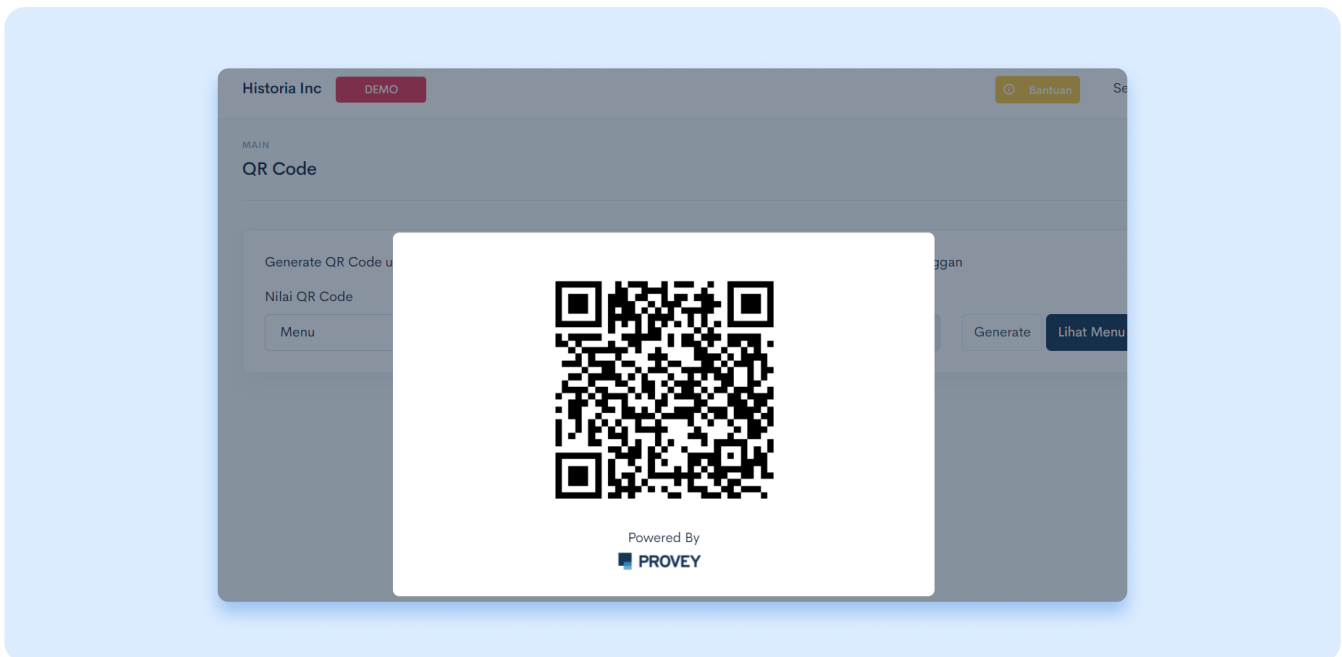 Historia Inc DEMO Bantuan
MAIN
QR Code
Generate QR Code
Nilai QR Code
Menu Generate Lihat Menu
Powered By
PROVEY